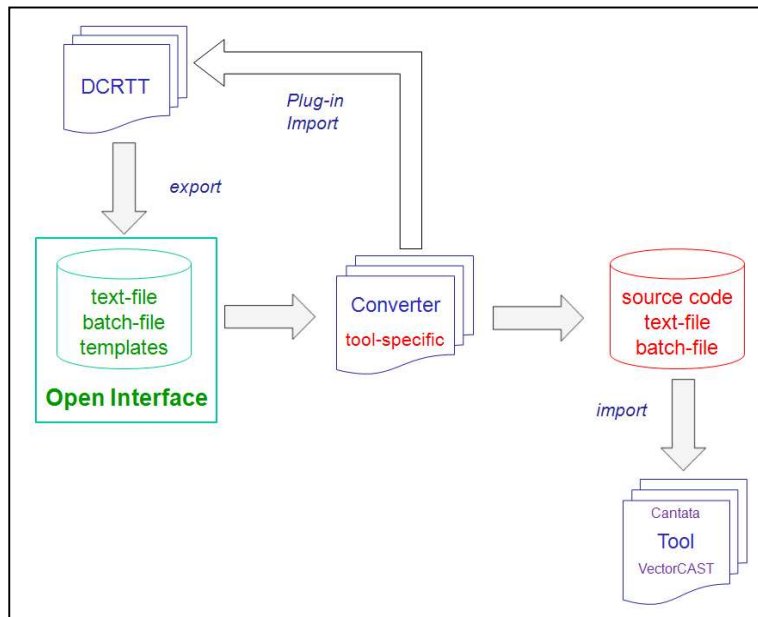 DCRTT
Plug-in
Import
export
text-file
batch-file
templates
Open Interface
Converter
tool-specific
source code
text-file
batch-file
import
Cantata
Tool
VectorCAST